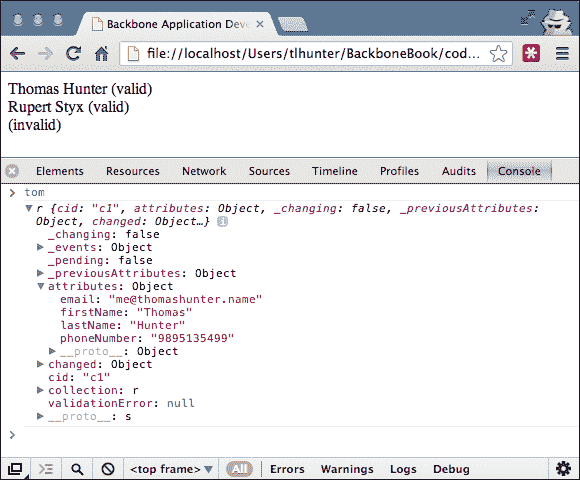 Backbone Application Deve
file://localhost/Users/tlhunter/BackboneBook/cod...
Thomas Hunter (valid)
Rupert Styx (valid)
(invalid)
Elements Resources Network Sources Timeline Profiles Audits Console
> tom
▼ r {cid: "c1", attributes: Object, _changing: false, _previousAttributes:
Object, changed: Object…} i
_changing: false
▶ _events: Object
_pending: false
▶ _previousAttributes: Object
▼ attributes: Object
email: "me@thomashunter.name"
firstName: "Thomas"
lastName: "Hunter"
phoneNumber: "9895135499"
▶ __proto__: Object
▶ changed: Object
cid: "c1"
▶ collection: r
validationError: null
▶ __proto__: s
>
<top frame> ▼ All Errors Warnings Logs Debug